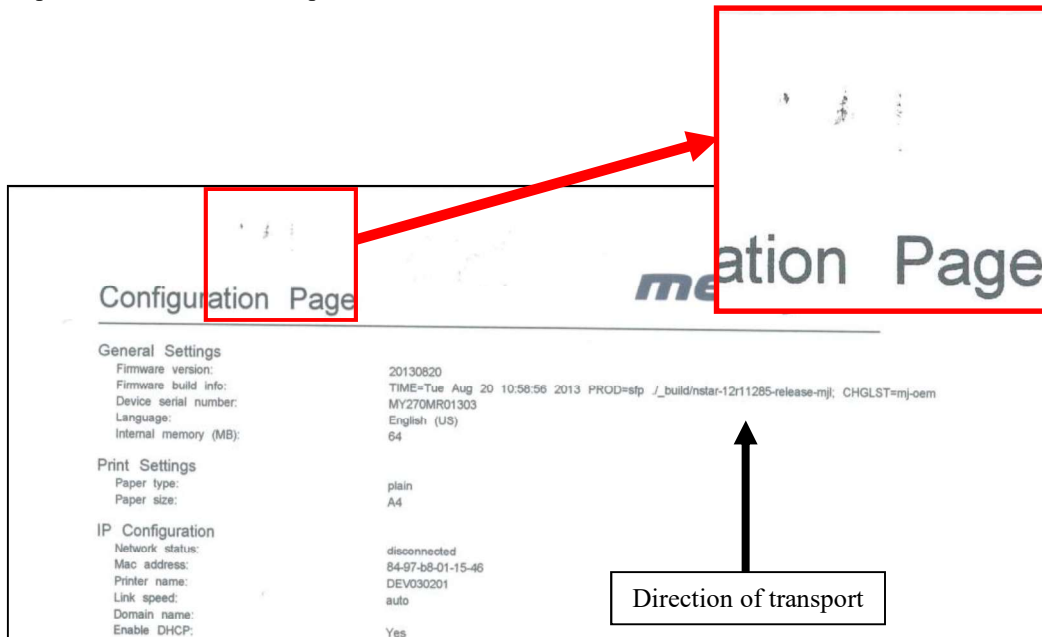 ation Page
Configuration Page
me
General Settings
Firmware version: 20130820
Firmware build info: TIME=Tue Aug 20 10:58:56 2013 PROD=sfp ./_build/nstar-12r11285-release-mjl; CHGLST=mj-oem
Device serial number: MY270MR01303
Language: English (US)
Internal memory (MB): 64
Print Settings
Paper type: plain
Paper size: A4
IP Configuration
Network status: disconnected
Mac address: 84-97-b8-01-15-46
Printer name: DEV030201
Link speed: auto
Domain name:
Enable DHCP: Yes
Direction of transport